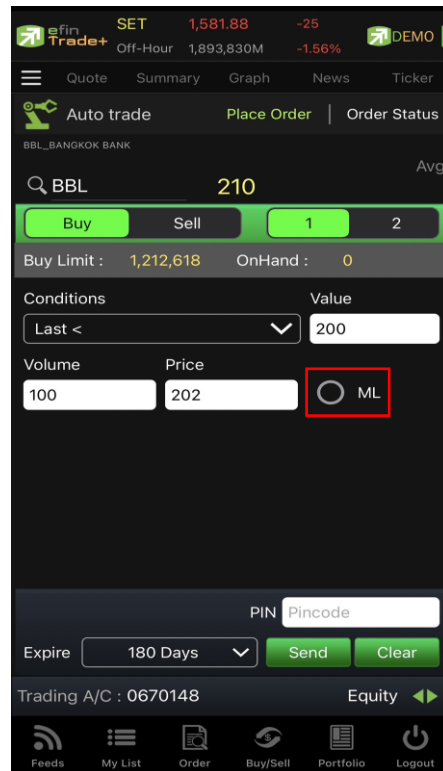 efin SET 1,581.88 -25
Trade+ Off-Hour 1,893,830M -1.56% DEMO
Quote Summary Graph News Ticker
Auto trade Place Order | Order Status
BBL_BANGKOK BANK
Avg
BBL 210
Buy Sell 1 2
Buy Limit : 1,212,618 OnHand : 0
Conditions Value
Last < 200
Volume Price
100 202 ML
PIN Pincode
Expire 180 Days Send Clear
Trading A/C : 0670148 Equity
Feeds My List Order Buy/Sell Portfolio Logout